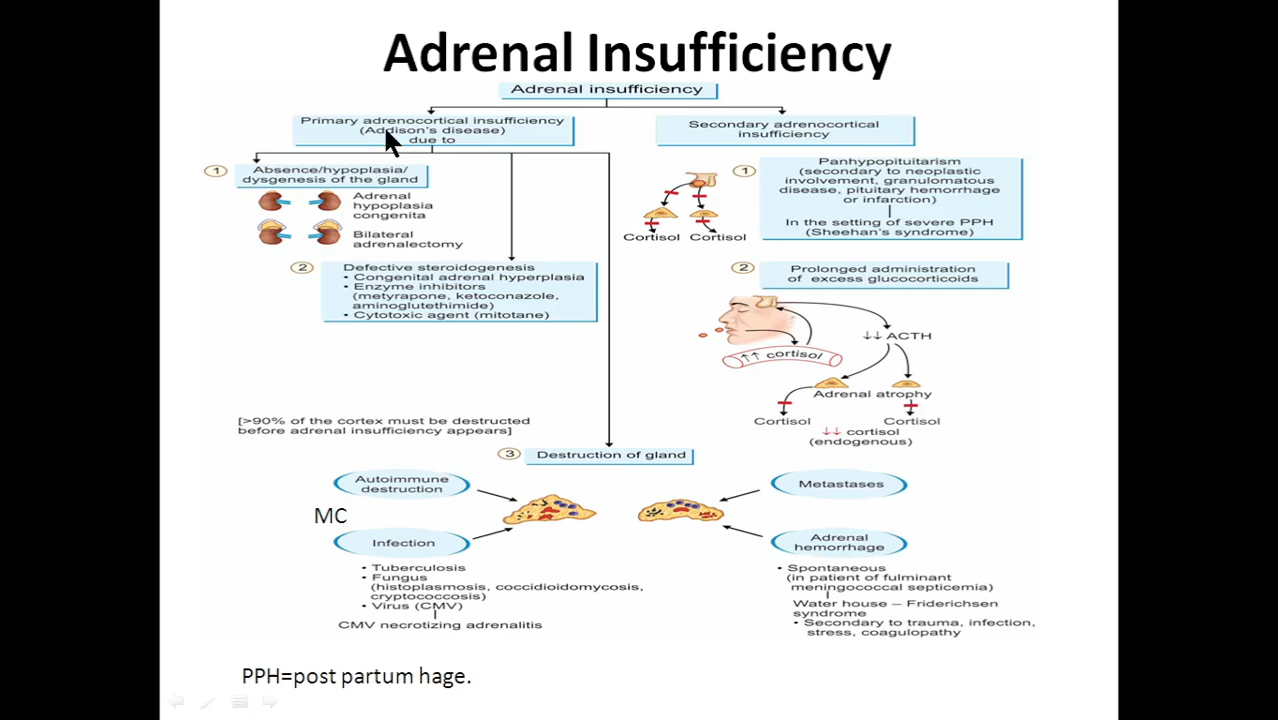 Adrenal Insufficiency
Adrenal insufficiency
Primary adrenocortical insufficiency
(Addison's disease)
due to
1
Absence/hypoplasia/
dysgenesis of the gland
Adrenal
hypoplasia
congenita
Bilateral
adrenalectomy
2
Defective steroidogenesis
• Congenital adrenal hyperplasia
• Enzyme inhibitors
(metyrapone, ketoconazole,
aminoglutethimide)
• Cytotoxic agent (mitotane)
[>90% of the cortex must be destructed
before adrenal insufficiency appears]
Secondary adrenocortical
insufficiency
1
Panhypopituitarism
(secondary to neoplastic
involvement, granulomatous
disease, pituitary hemorrhage
or infarction)
In the setting of severe PPH
(Sheehan's syndrome)
Cortisol Cortisol
2
Prolonged administration
of excess glucocorticoids
↓↓ ACTH
↑↑ cortisol
Adrenal atrophy
Cortisol Cortisol
↓↓ cortisol
(endogenous)
3
Destruction of gland
Autoimmune
destruction
MC
Infection
• Tuberculosis
• Fungus
(histoplasmosis, coccidioidomycosis,
cryptococcosis)
• Virus (CMV)
CMV necrotizing adrenalitis
Metastases
Adrenal
hemorrhage
• Spontaneous
(in patient of fulminant
meningococcal septicemia)
Water house – Friderichsen
syndrome
• Secondary to trauma, infection,
stress, coagulopathy
PPH=post partum hage.